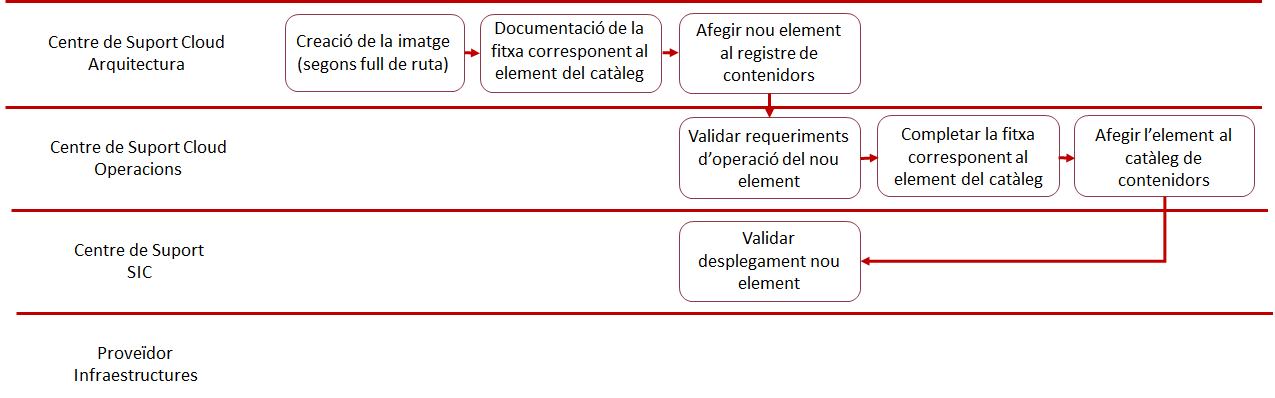 Centre de Suport Cloud
Arquitectura
Creació de la imatge
(segons full de ruta)
Documentació de la
fitxa corresponent al
element del catàleg
Afegir nou element
al registre de
contenidors
Centre de Suport Cloud
Operacions
Validar requeriments
d’operació del nou
element
Completar la fitxa
corresponent al
element del catàleg
Afegir l’element al
catàleg de
contenidors
Centre de Suport
SIC
Validar
desplegament nou
element
Proveïdor
Infraestructures